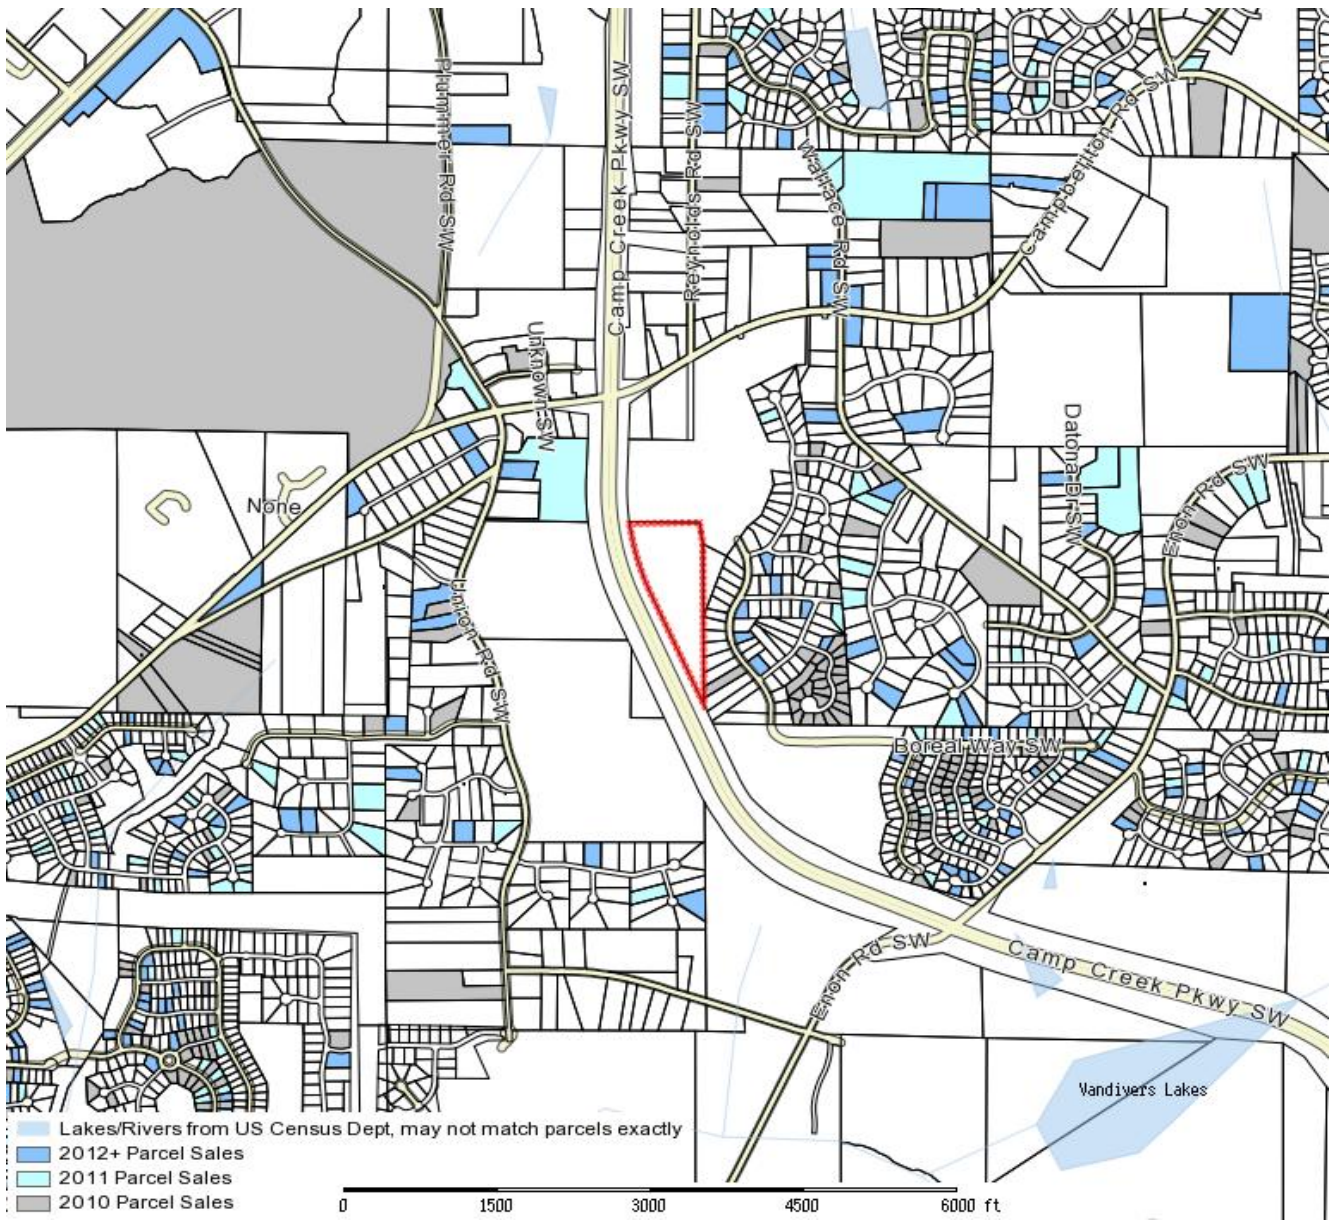 Plummer Rd SW
Camp Creek Pkwy SW
Reynolds Rd SW
Wallace Rd SW
Campbellton Rd SW
Unknown SW
Datona Dr SW
Enon Rd SW
None
Union Rd SW
Boreal Way SW
Enon Rd SW
Camp Creek Pkwy SW
Vandivers Lakes
Lakes/Rivers from US Census Dept, may not match parcels exactly
2012+ Parcel Sales
2011 Parcel Sales
2010 Parcel Sales
0 1500 3000 4500 6000 ft